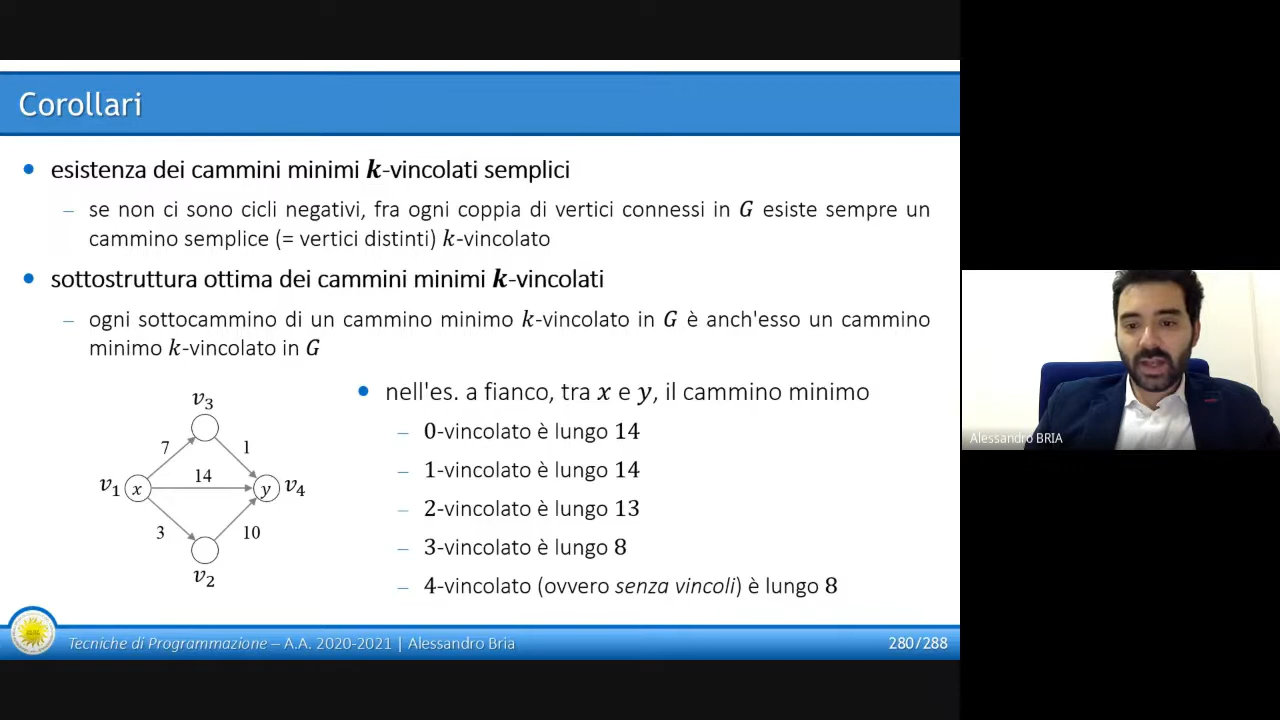 Corollari
esistenza dei cammini minimi k-vincolati semplici
– se non ci sono cicli negativi, fra ogni coppia di vertici connessi in G esiste sempre un
cammino semplice (= vertici distinti) k-vincolato
sottostruttura ottima dei cammini minimi k-vincolati
– ogni sottocammino di un cammino minimo k-vincolato in G è anch'esso un cammino
minimo k-vincolato in G
v3
7
1
v1
x
14
y
v4
3
10
v2
nell'es. a fianco, tra x e y, il cammino minimo
– 0-vincolato è lungo 14
– 1-vincolato è lungo 14
– 2-vincolato è lungo 13
– 3-vincolato è lungo 8
– 4-vincolato (ovvero senza vincoli) è lungo 8
Tecniche di Programmazione – A.A. 2020-2021 | Alessandro Bria
280/288
Alessandro BRIA